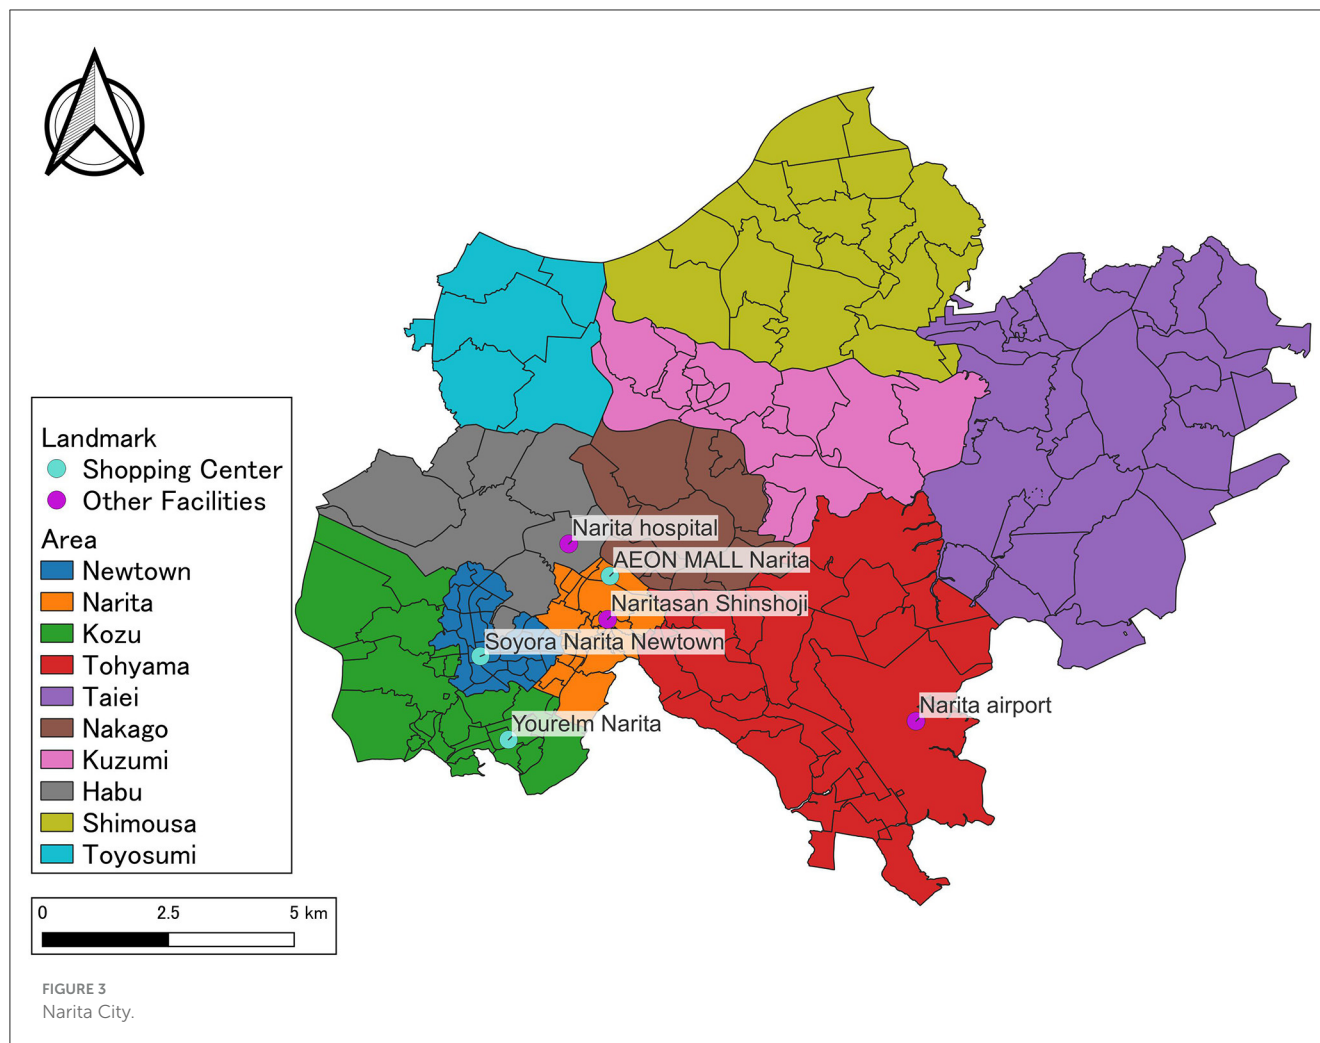 Narita hospital
AEON MALL Narita
Naritasan Shinshoji
Soyora Narita Newtown
Narita airport
Yourelm Narita
Landmark
Shopping Center
Other Facilities
Area
Newtown
Narita
Kozu
Tohyama
Taiei
Nakago
Kuzumi
Habu
Shimousa
Toyosumi
0 2.5 5 km
FIGURE 3
Narita City.